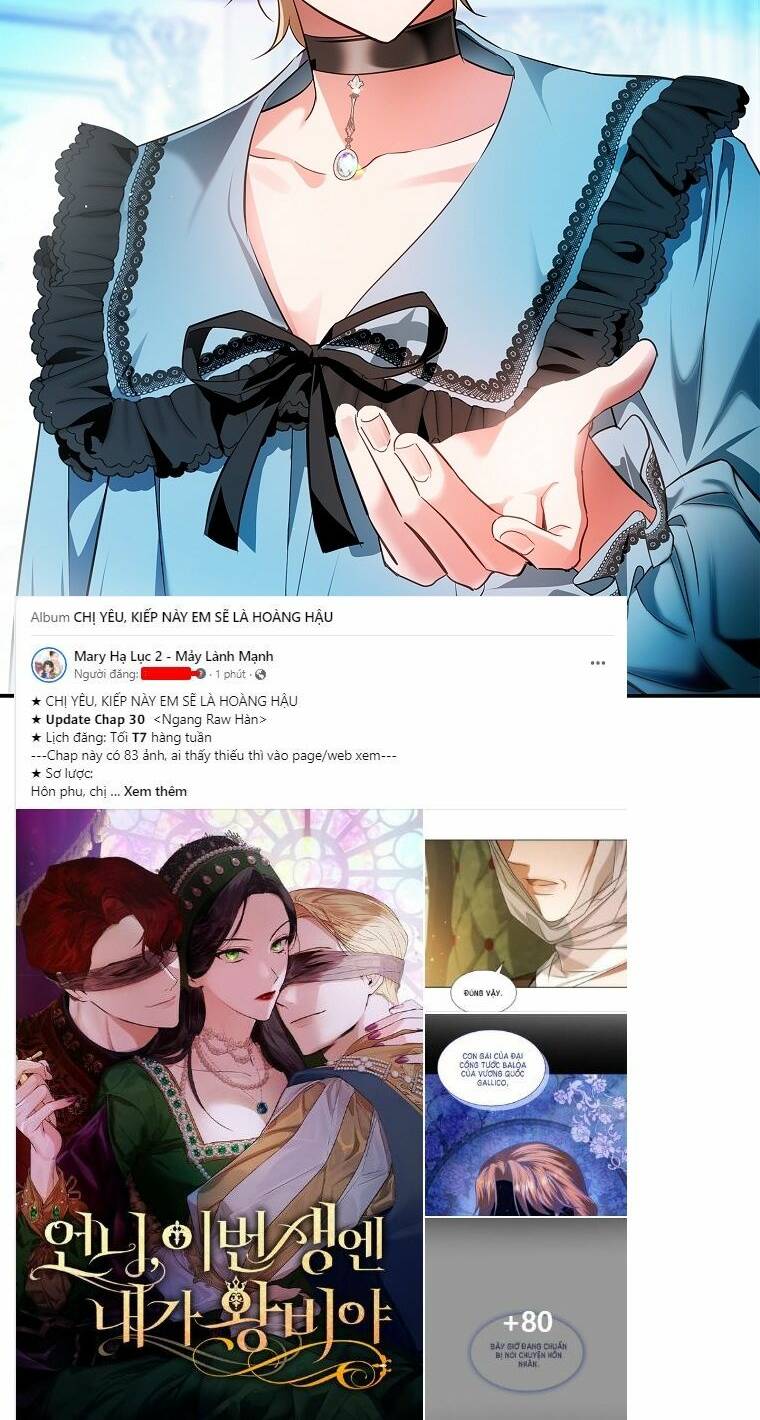 Album CHỊ YÊU, KIẾP NÀY EM SẼ LÀ HOÀNG HẬU
Mary Hạ Lục 2 - Mảy Lành Mạnh
Người đăng:
· 1 phút ·
★ CHỊ YÊU, KIẾP NÀY EM SẼ LÀ HOÀNG HẬU
★ Update Chap 30 <Ngang Raw Hàn>
★ Lịch đăng: Tối T7 hàng tuần
---Chap này có 83 ảnh, ai thấy thiếu thì vào page/web xem---
★ Sơ lược:
Hôn phu, chị ... Xem thêm
언니, 이번 생엔
내가 왕비야
ĐÚNG VẬY.
CON GÁI CỦA ĐẠI
CÔNG TƯỚC BALOA
CỦA VƯƠNG QUỐC
GALLICO,
+80
BÂY GIỜ ĐANG CHUẨN
BỊ NÓI CHUYỆN HÔN
NHÂN.